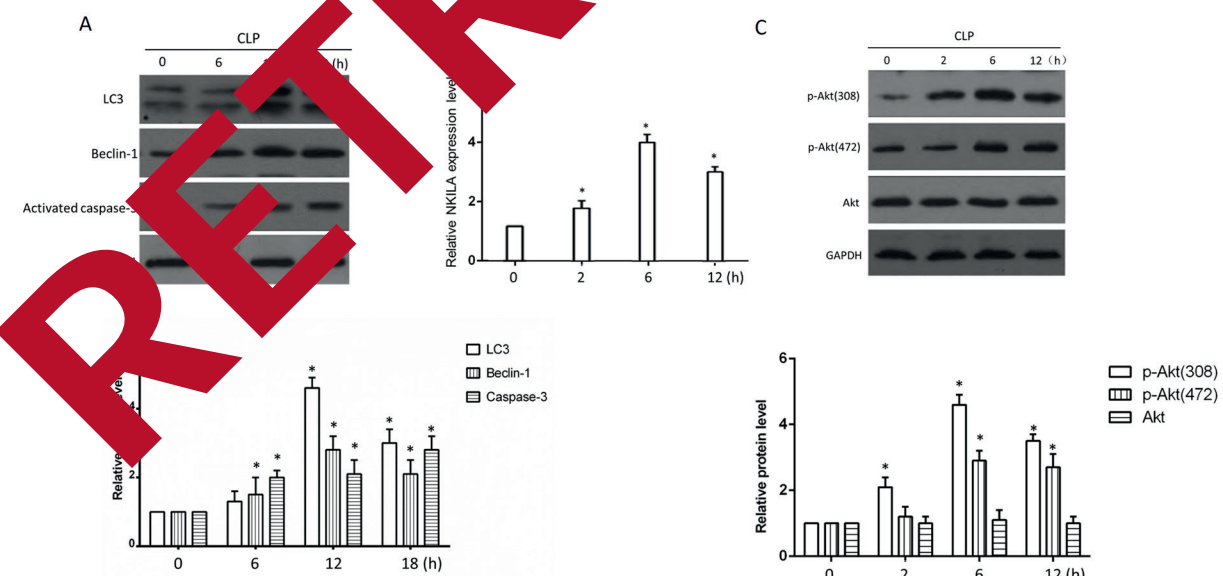 A
CLP
0 6 (h)
LC3
Beclin-1
Activated caspase-3
Relative NKILA expression level
4
2
0
0 2 6 12 (h)
* * *
C
CLP
0 2 6 12 (h)
p-Akt(308)
p-Akt(472)
Akt
GAPDH
RETR
Relative
4
2
0
0 6 12 18 (h)
* * * * * * * *
LC3
Beclin-1
Caspase-3
Relative protein level
6
4
2
0
0 2 6 12 (h)
* * * * *
p-Akt(308)
p-Akt(472)
Akt